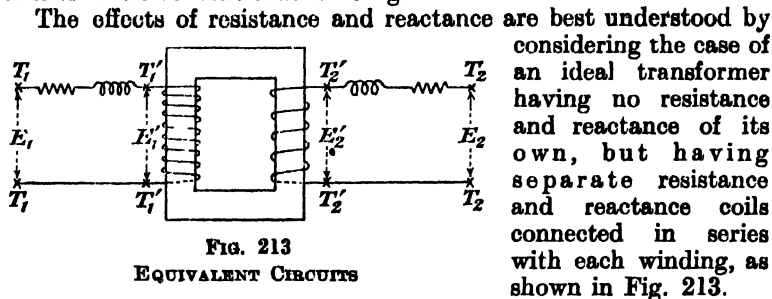 The effects of resistance and reactance are best understood by
considering the case of
an ideal transformer
having no resistance
and reactance of its
own, but having
separate resistance
and reactance coils
connected in series
with each winding, as
shown in Fig. 213.
T₁ T₁′ T₂′ T₂
E₁ E₁′ E₂′ E₂
T₁ T₁′ T₂′ T₂
FIG. 213
EQUIVALENT CIRCUITS